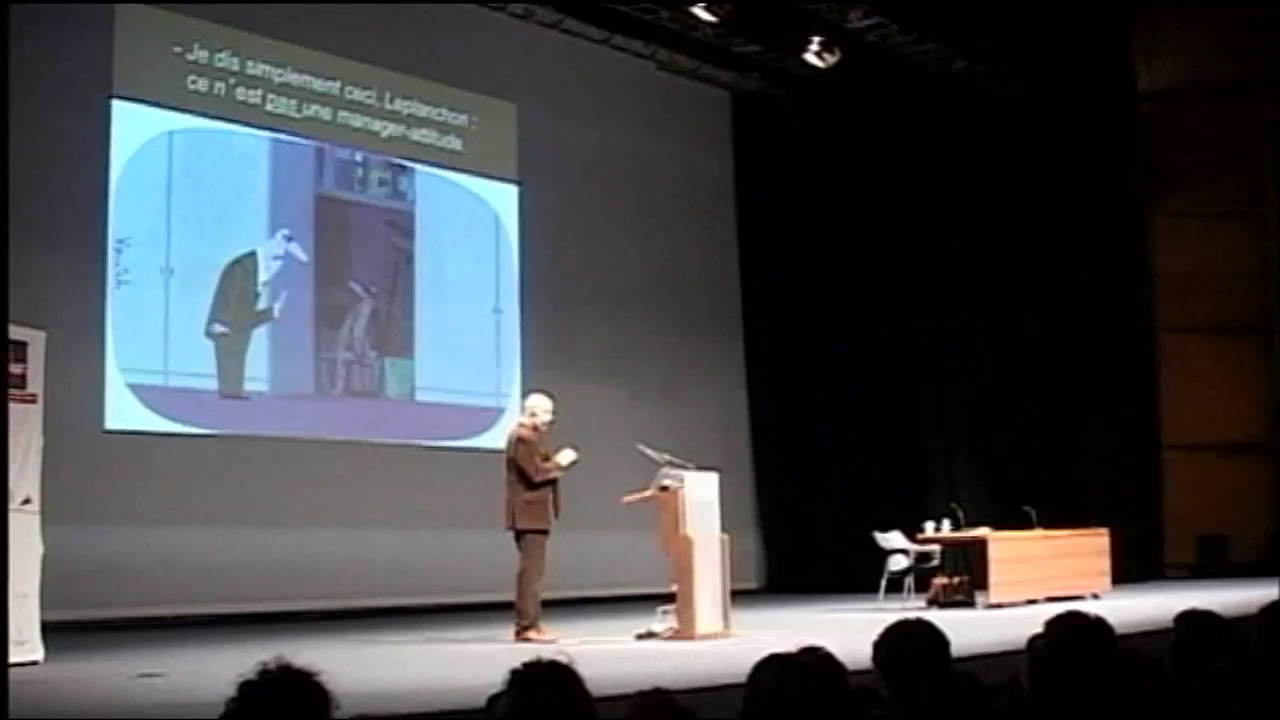 - Je dis simplement ceci, Leplanchon :
ce n´est pas une manager-attitude.